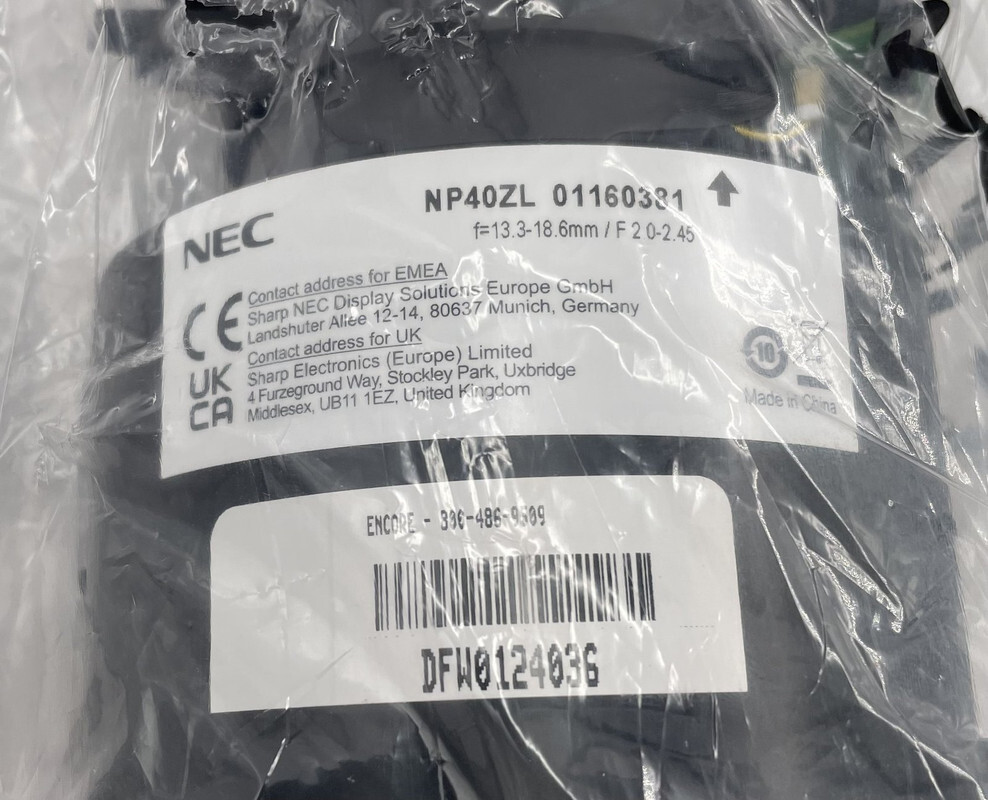 NP40ZL 01160381
f=13.3-18.6mm / F 2 0-2.45
NEC
CE
Contact address for EMEA
Sharp NEC Display Solutions Europe GmbH
Landshuter Allee 12-14, 80637 Munich, Germany
Contact address for UK
Sharp Electronics (Europe) Limited
4 Furzeground Way, Stockley Park, Uxbridge
Middlesex, UB11 1EZ, United Kingdom
UK
CA
10
Made in China
ENCORE - 800-486-9509
DFW0124036